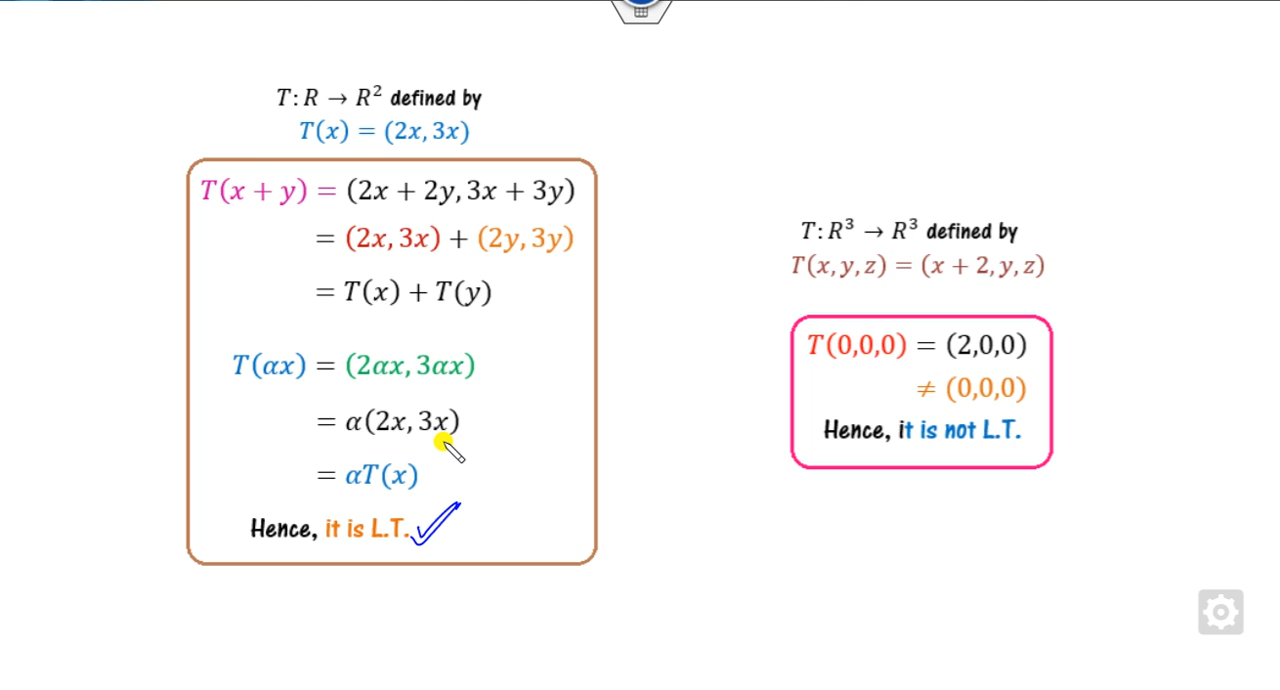 T: R → R² defined by
T(x) = (2x, 3x)
T(x + y) = (2x + 2y, 3x + 3y)
= (2x, 3x) + (2y, 3y)
= T(x) + T(y)
T(αx) = (2αx, 3αx)
= α(2x, 3x)
= αT(x)
Hence, it is L.T.
T: R³ → R³ defined by
T(x, y, z) = (x + 2, y, z)
T(0,0,0) = (2,0,0)
≠ (0,0,0)
Hence, it is not L.T.